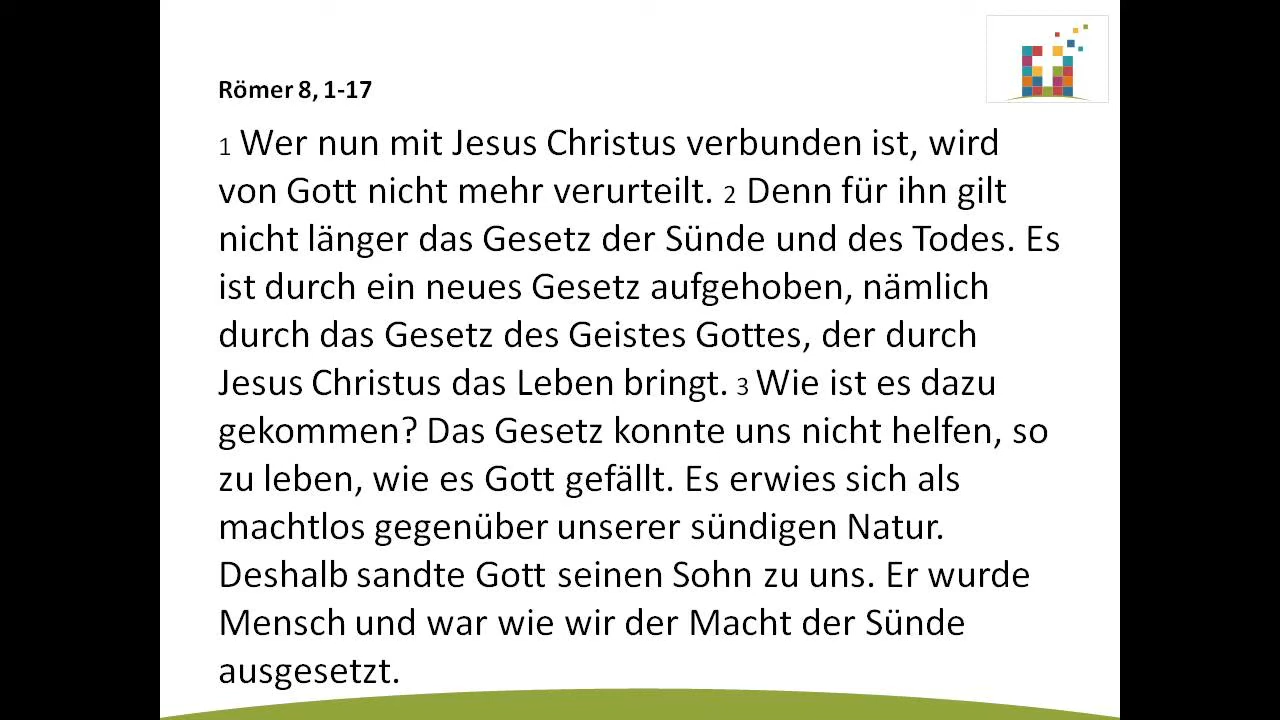 Römer 8, 1-17
1 Wer nun mit Jesus Christus verbunden ist, wird
von Gott nicht mehr verurteilt. 2 Denn für ihn gilt
nicht länger das Gesetz der Sünde und des Todes. Es
ist durch ein neues Gesetz aufgehoben, nämlich
durch das Gesetz des Geistes Gottes, der durch
Jesus Christus das Leben bringt. 3 Wie ist es dazu
gekommen? Das Gesetz konnte uns nicht helfen, so
zu leben, wie es Gott gefällt. Es erwies sich als
machtlos gegenüber unserer sündigen Natur.
Deshalb sandte Gott seinen Sohn zu uns. Er wurde
Mensch und war wie wir der Macht der Sünde
ausgesetzt.